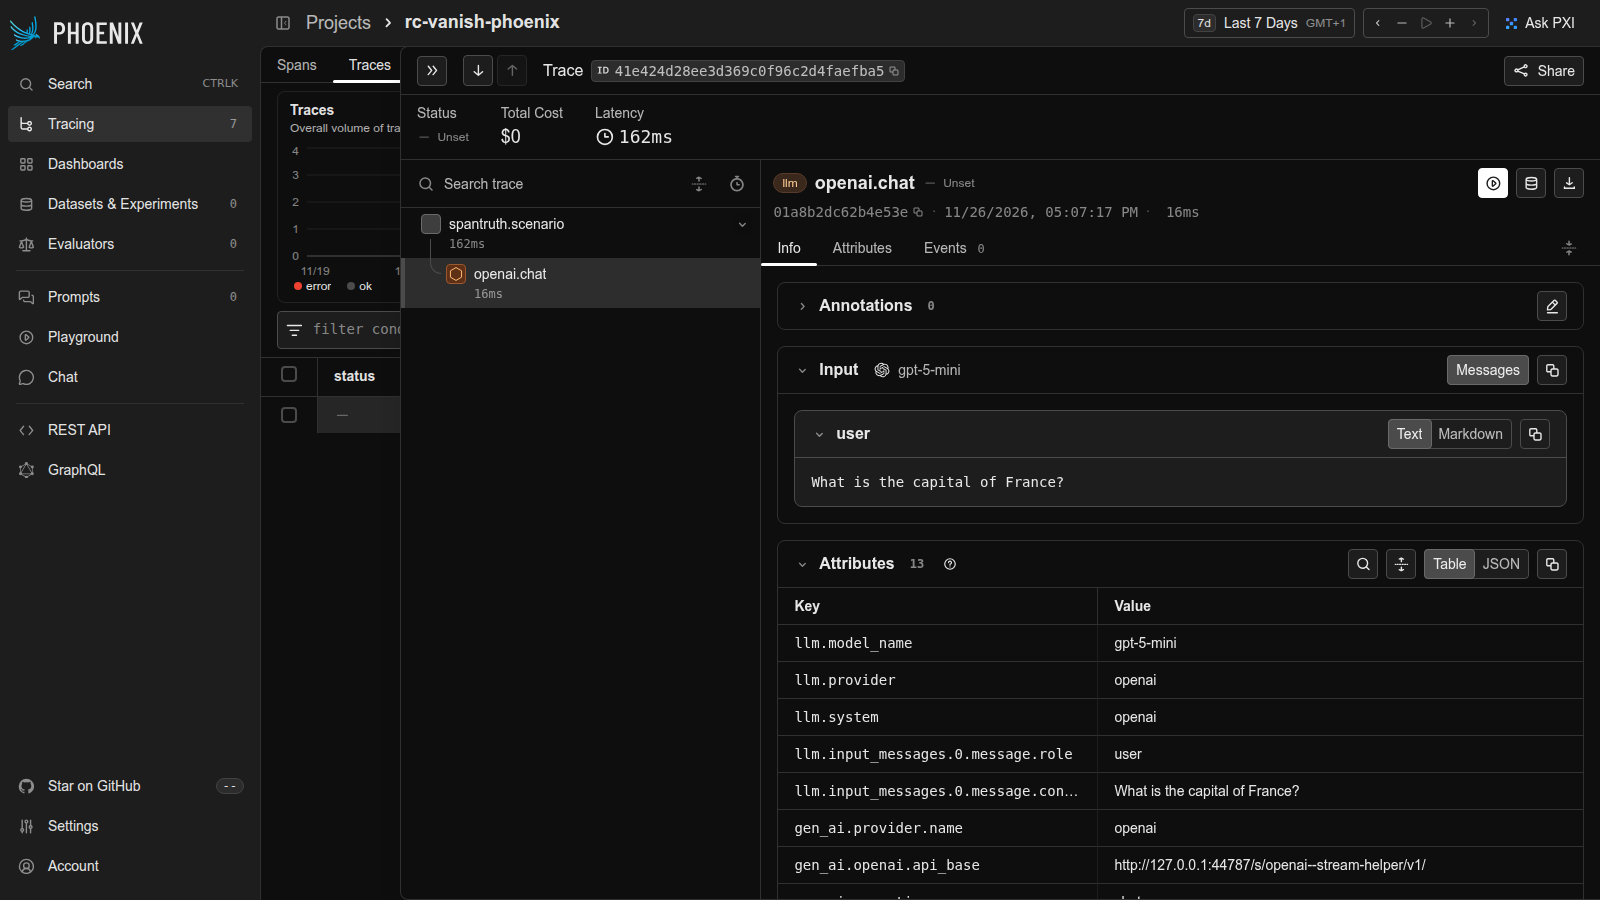 PHOENIX
Search CTRLK
Tracing 7
Dashboards
Datasets & Experiments 0
Evaluators 0
Prompts 0
Playground
Chat
REST API
GraphQL
Star on GitHub --
Settings
Account
Projects rc-vanish-phoenix
7d Last 7 Days GMT+1
Ask PXI
Spans Traces
Traces
Overall volume of tra
4
3
2
1
0
11/19 1
error ok
filter cond
status
—
Trace ID 41e424d28ee3d369c0f96c2d4faefba5
Share
Status Total Cost Latency
— Unset $0 162ms
Search trace
spantruth.scenario
162ms
openai.chat
16ms
llm openai.chat — Unset
01a8b2dc62b4e53e · 11/26/2026, 05:07:17 PM · 16ms
Info Attributes Events 0
Annotations 0
Input gpt-5-mini Messages
user Text Markdown
What is the capital of France?
Attributes 13 Table JSON
Key Value
llm.model_name gpt-5-mini
llm.provider openai
llm.system openai
llm.input_messages.0.message.role user
llm.input_messages.0.message.con… What is the capital of France?
gen_ai.provider.name openai
gen_ai.openai.api_base http://127.0.0.1:44787/s/openai--stream-helper/v1/